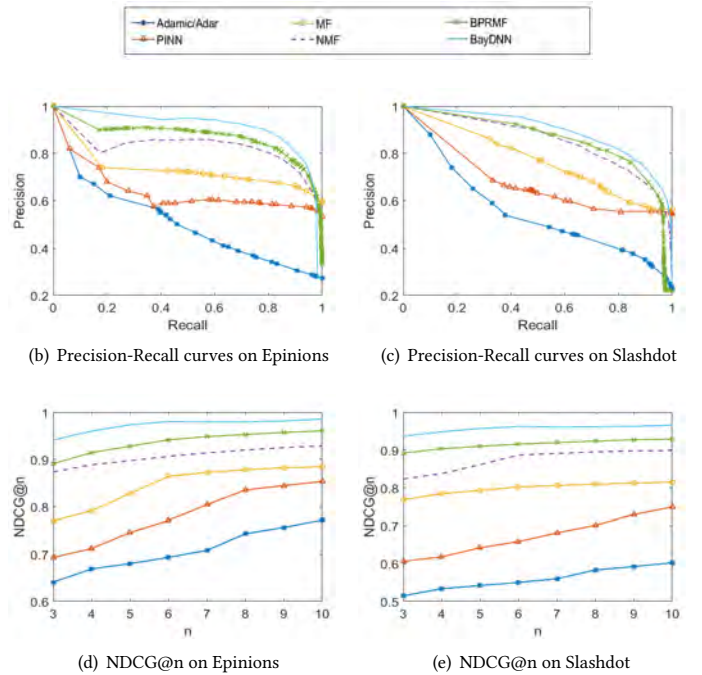 Adamic/Adar MF BPRMF
PINN NMF BayDNN
1
0.8
0.6
0.4
0.2
Precision
0 0.2 0.4 0.6 0.8 1
Recall
(b) Precision-Recall curves on Epinions
1
0.8
0.6
0.4
0.2
Precision
0 0.2 0.4 0.6 0.8 1
Recall
(c) Precision-Recall curves on Slashdot
1
0.9
0.8
0.7
0.6
NDCG@n
3 4 5 6 7 8 9 10
n
(d) NDCG@n on Epinions
1
0.9
0.8
0.7
0.6
0.5
NDCG@n
3 4 5 6 7 8 9 10
n
(e) NDCG@n on Slashdot